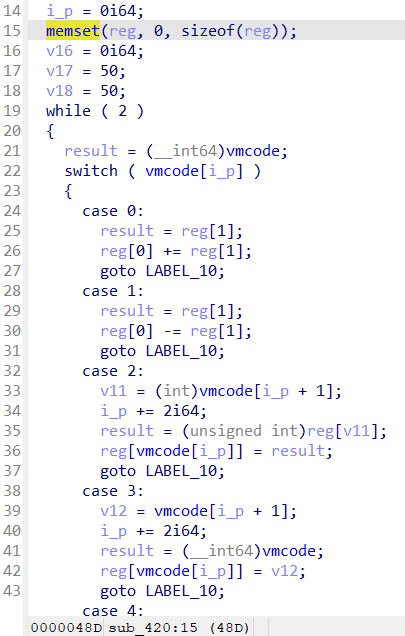 14 i_p = 0i64;
15 memset(reg, 0, sizeof(reg));
16 v16 = 0i64;
17 v17 = 50;
18 v18 = 50;
19 while ( 2 )
20 {
21 result = (__int64)vmcode;
22 switch ( vmcode[i_p] )
23 {
24 case 0:
25 result = reg[1];
26 reg[0] += reg[1];
27 goto LABEL_10;
28 case 1:
29 result = reg[1];
30 reg[0] -= reg[1];
31 goto LABEL_10;
32 case 2:
33 v11 = (int)vmcode[i_p + 1];
34 i_p += 2i64;
35 result = (unsigned int)reg[v11];
36 reg[vmcode[i_p]] = result;
37 goto LABEL_10;
38 case 3:
39 v12 = vmcode[i_p + 1];
40 i_p += 2i64;
41 result = (__int64)vmcode;
42 reg[vmcode[i_p]] = v12;
43 goto LABEL_10;
case 4:
0000048D sub_420:15 (48D)